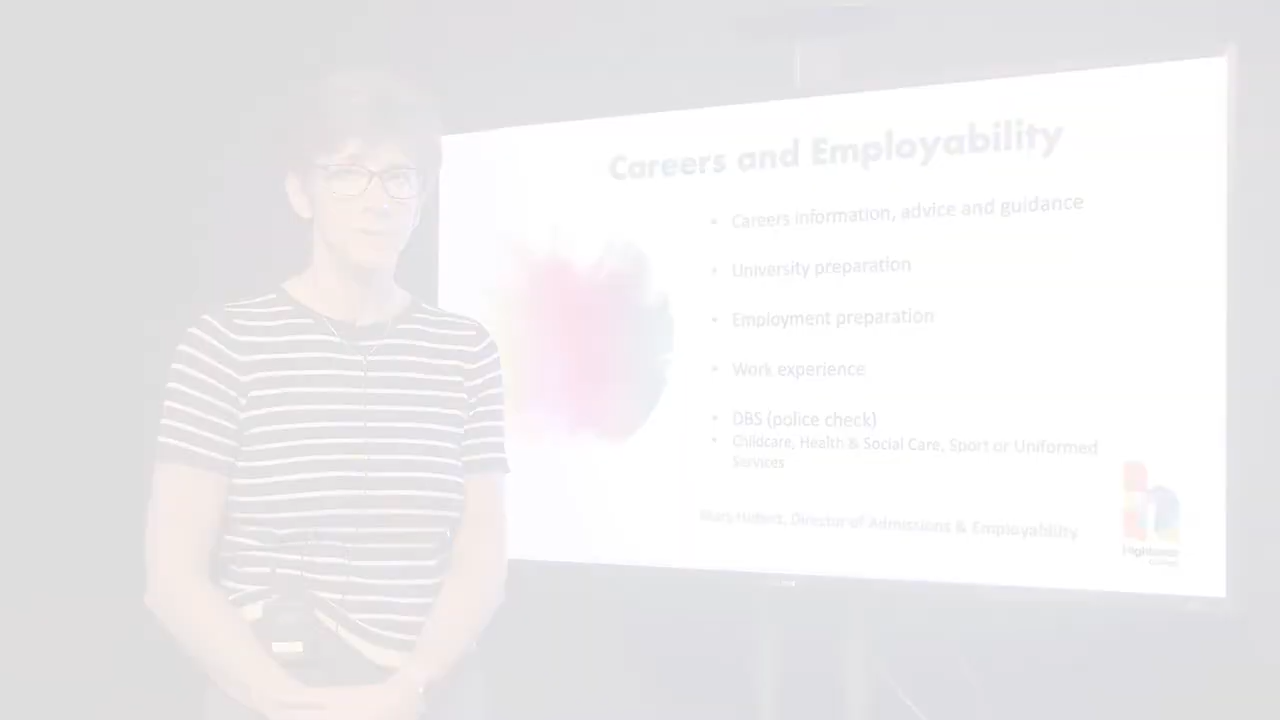 Careers and Employability
• Careers information, advice and guidance
• University preparation
• Employment preparation
• Work experience
• DBS (police check)
• Childcare, Health & Social Care, Sport or Uniformed
Services
Director of Admissions & Employability